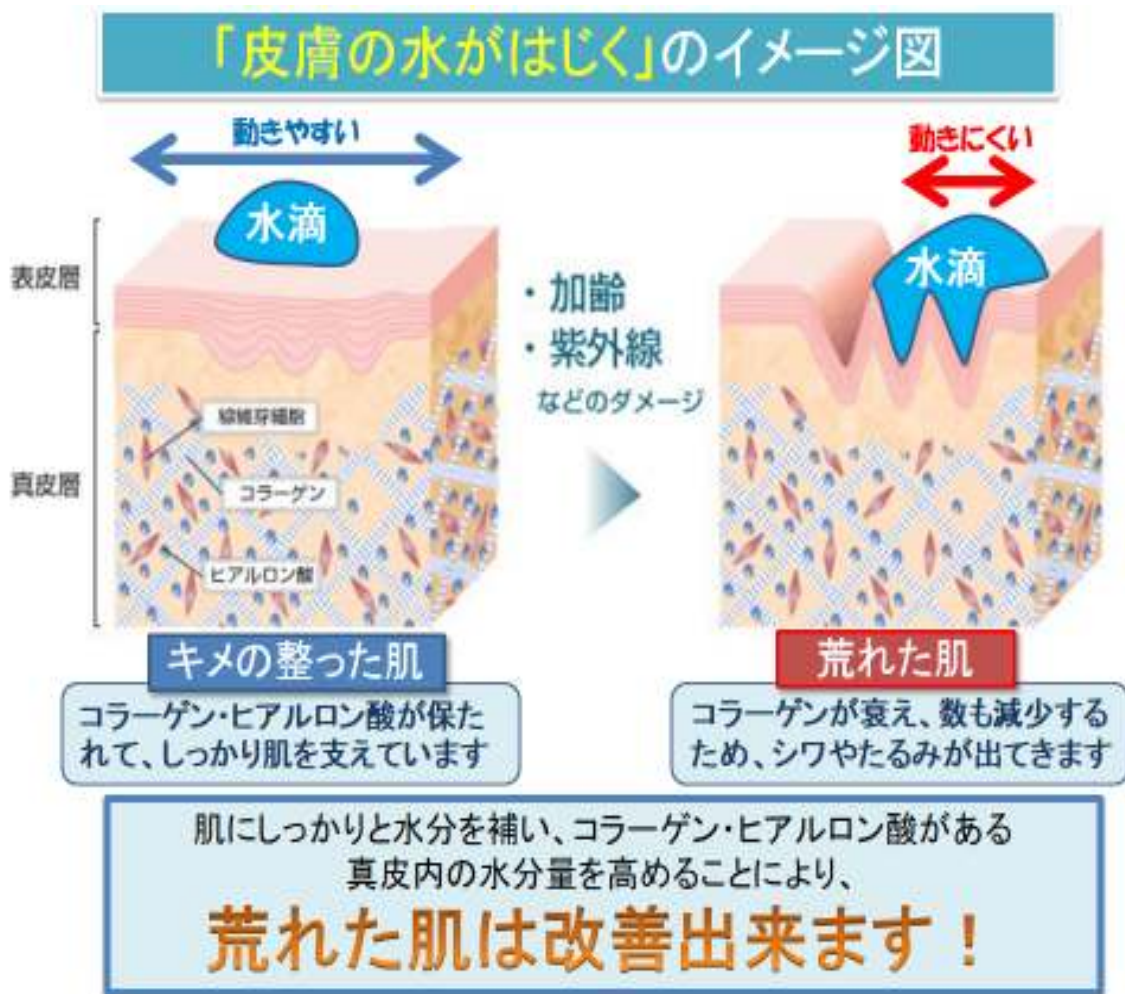 「皮膚の水がはじく」のイメージ図
動きやすい
動きにくい
水滴
水滴
表皮層
・加齢
・紫外線
などのダメージ
線維芽細胞
コラーゲン
真皮層
ヒアルロン酸
キメの整った肌
荒れた肌
コラーゲン・ヒアルロン酸が保た
れて、しっかり肌を支えています
コラーゲンが衰え、数も減少する
ため、シワやたるみが出てきます
肌にしっかりと水分を補い、コラーゲン・ヒアルロン酸がある
真皮内の水分量を高めることにより、
荒れた肌は改善出来ます！